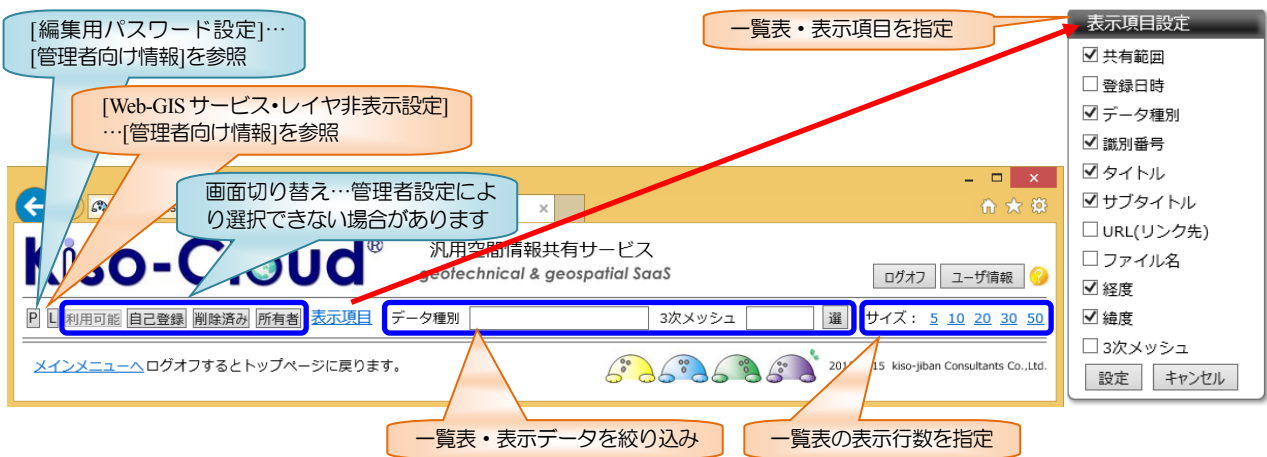 [編集用パスワード設定]…
[管理者向け情報]を参照
一覧表・表示項目を指定
表示項目設定
共有範囲
登録日時
データ種別
識別番号
タイトル
サブタイトル
URL(リンク先)
ファイル名
経度
緯度
3次メッシュ
設定 キャンセル
[Web-GISサービス・レイヤ非表示設定]
…[管理者向け情報]を参照
画面切り替え…管理者設定によ
り選択できない場合があります
Kiso-Cloud®
汎用空間情報共有サービス
geotechnical & geospatial SaaS
ログオフ ユーザ情報
P L 利用可能 自己登録 削除済み 所有者 表示項目 データ種別 3次メッシュ 選 サイズ： 5 10 20 30 50
メインメニューへ ログオフするとトップページに戻ります。
15 kiso-jiban Consultants Co.,Ltd.
一覧表・表示データを絞り込み
一覧表の表示行数を指定